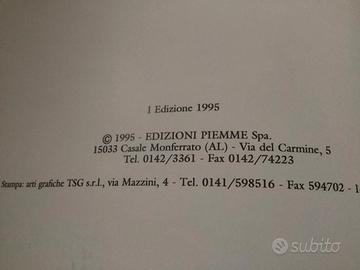 I Edizione 1995
© 1995 - EDIZIONI PIEMME Spa.
15033 Casale Monferrato (AL) - Via del Carmine, 5
Tel. 0142/3361 - Fax 0142/74223
Stampa: arti grafiche TSG s.r.l., via Mazzini, 4 - Tel. 0141/598516 - Fax 594702 - 1
subito